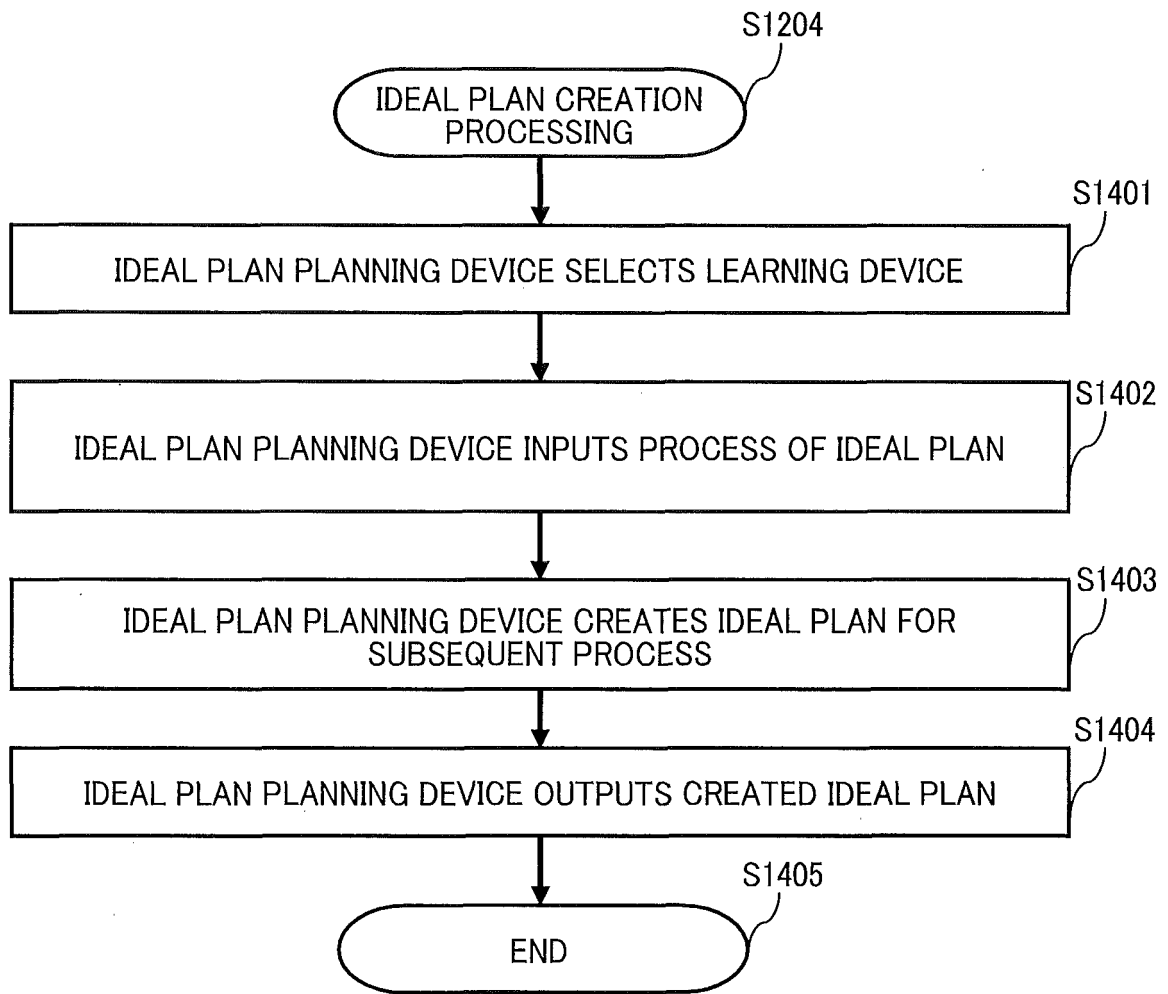 S1204
IDEAL PLAN CREATION
PROCESSING
S1401
IDEAL PLAN PLANNING DEVICE SELECTS LEARNING DEVICE
S1402
IDEAL PLAN PLANNING DEVICE INPUTS PROCESS OF IDEAL PLAN
S1403
IDEAL PLAN PLANNING DEVICE CREATES IDEAL PLAN FOR
SUBSEQUENT PROCESS
S1404
IDEAL PLAN PLANNING DEVICE OUTPUTS CREATED IDEAL PLAN
S1405
END